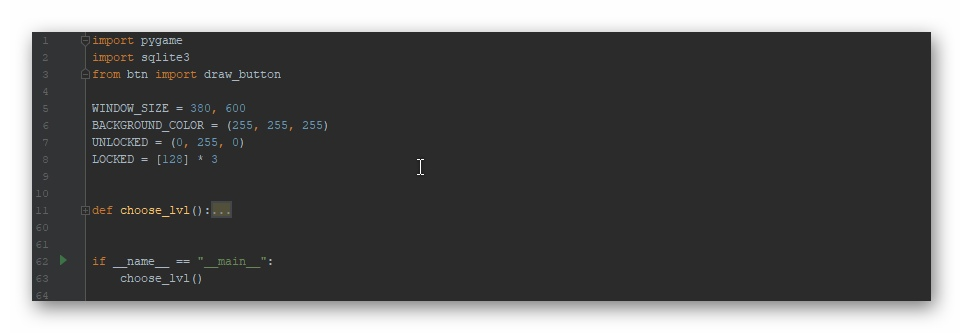 1 import pygame
2 import sqlite3
3 from btn import draw_button
4
5 WINDOW_SIZE = 380, 600
6 BACKGROUND_COLOR = (255, 255, 255)
7 UNLOCKED = (0, 255, 0)
8 LOCKED = [128] * 3
9
10
11 def choose_lvl():...
60
61
62 if __name__ == "__main__":
63 choose_lvl()
64